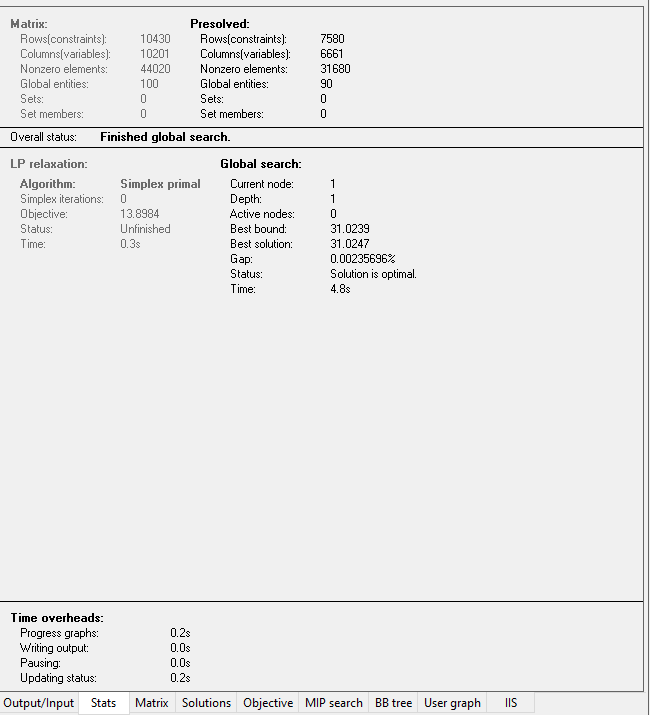 Matrix: Presolved:
Rows(constraints): 10430 Rows(constraints): 7580
Columns(variables): 10201 Columns(variables): 6661
Nonzero elements: 44020 Nonzero elements: 31680
Global entities: 100 Global entities: 90
Sets: 0 Sets: 0
Set members: 0 Set members: 0
Overall status: Finished global search.
LP relaxation: Global search:
Algorithm: Simplex primal Current node: 1
Simplex iterations: 0 Depth: 1
Objective: 13.8984 Active nodes: 0
Status: Unfinished Best bound: 31.0239
Time: 0.3s Best solution: 31.0247
Gap: 0.00235696%
Status: Solution is optimal.
Time: 4.8s
Time overheads:
Progress graphs: 0.2s
Writing output: 0.0s
Pausing: 0.0s
Updating status: 0.2s
Output/Input Stats Matrix Solutions Objective MIP search BB tree User graph IIS